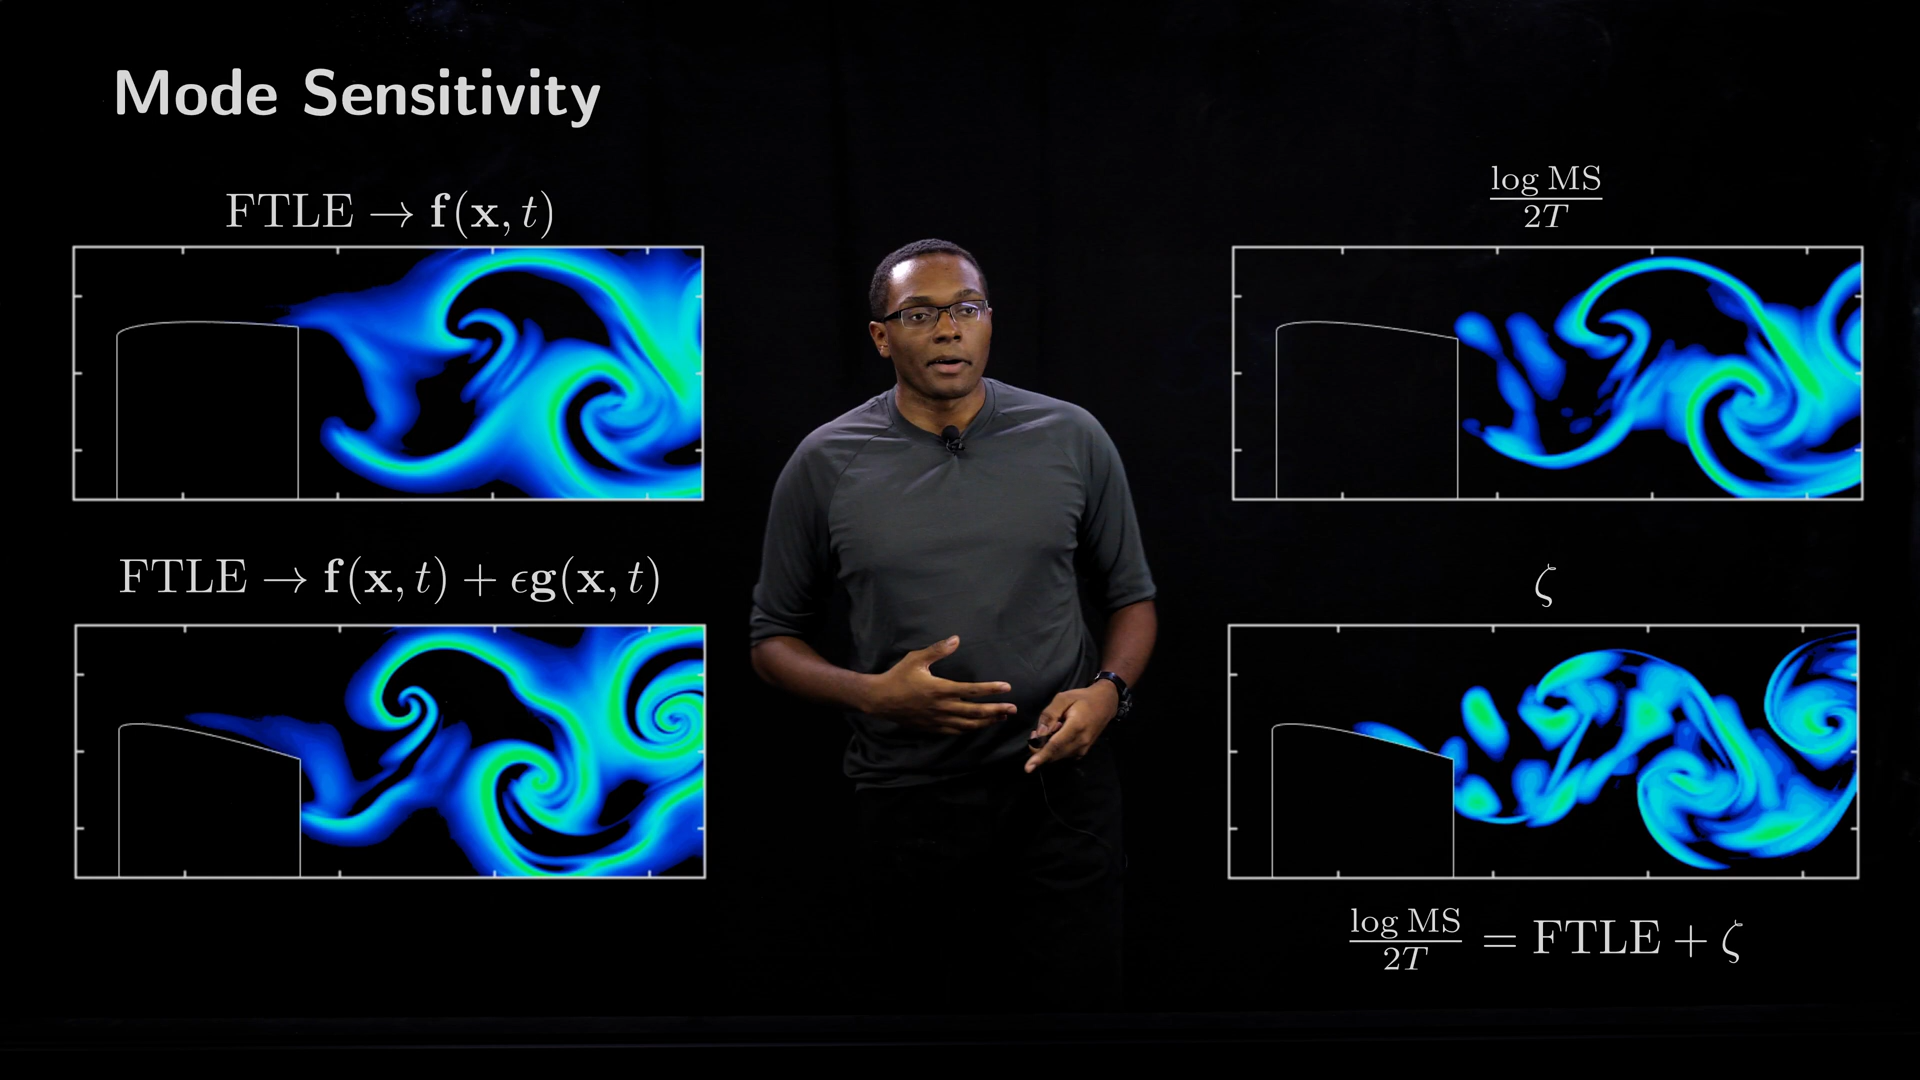 Mode Sensitivity
FTLE → f(x, t)
log MS
2T
FTLE → f(x, t) + ϵg(x, t)
ζ
log MS / 2T = FTLE + ζ